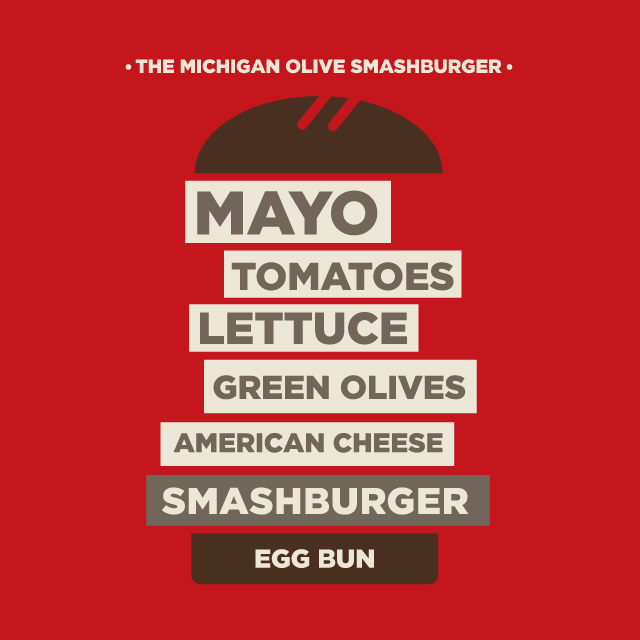 • THE MICHIGAN OLIVE SMASHBURGER •
MAYO
TOMATOES
LETTUCE
GREEN OLIVES
AMERICAN CHEESE
SMASHBURGER
EGG BUN